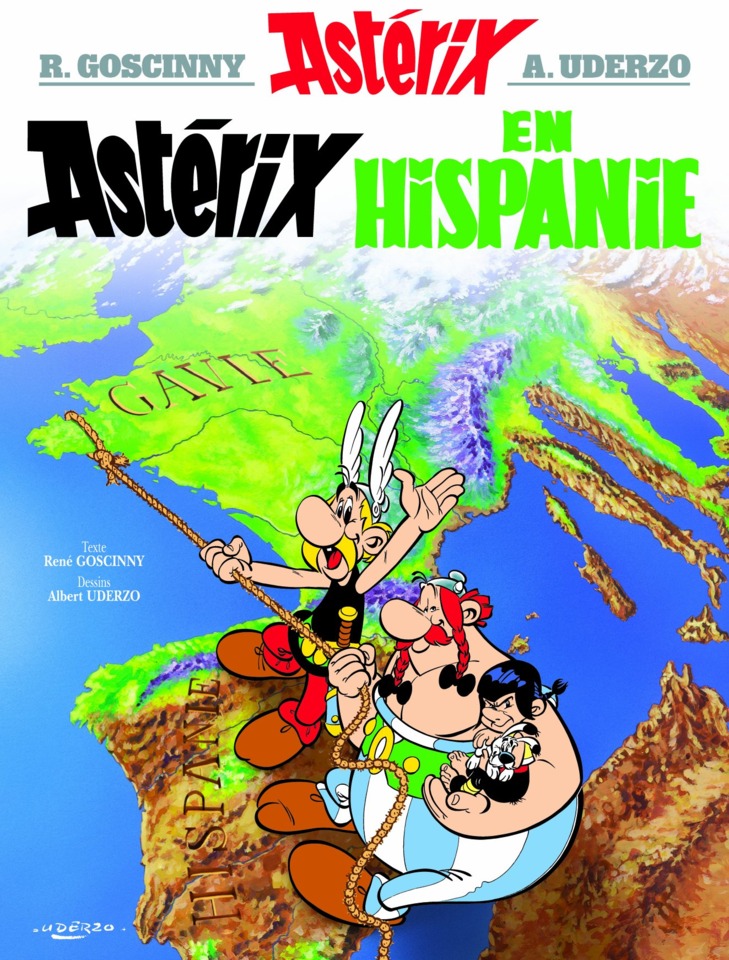 R. GOSCINNY Astérix A. UDERZO
Astérix EN HISPANIE
GAVLE
Texte
René GOSCINNY
Dessins
Albert UDERZO
HISPANIE
UDERZO